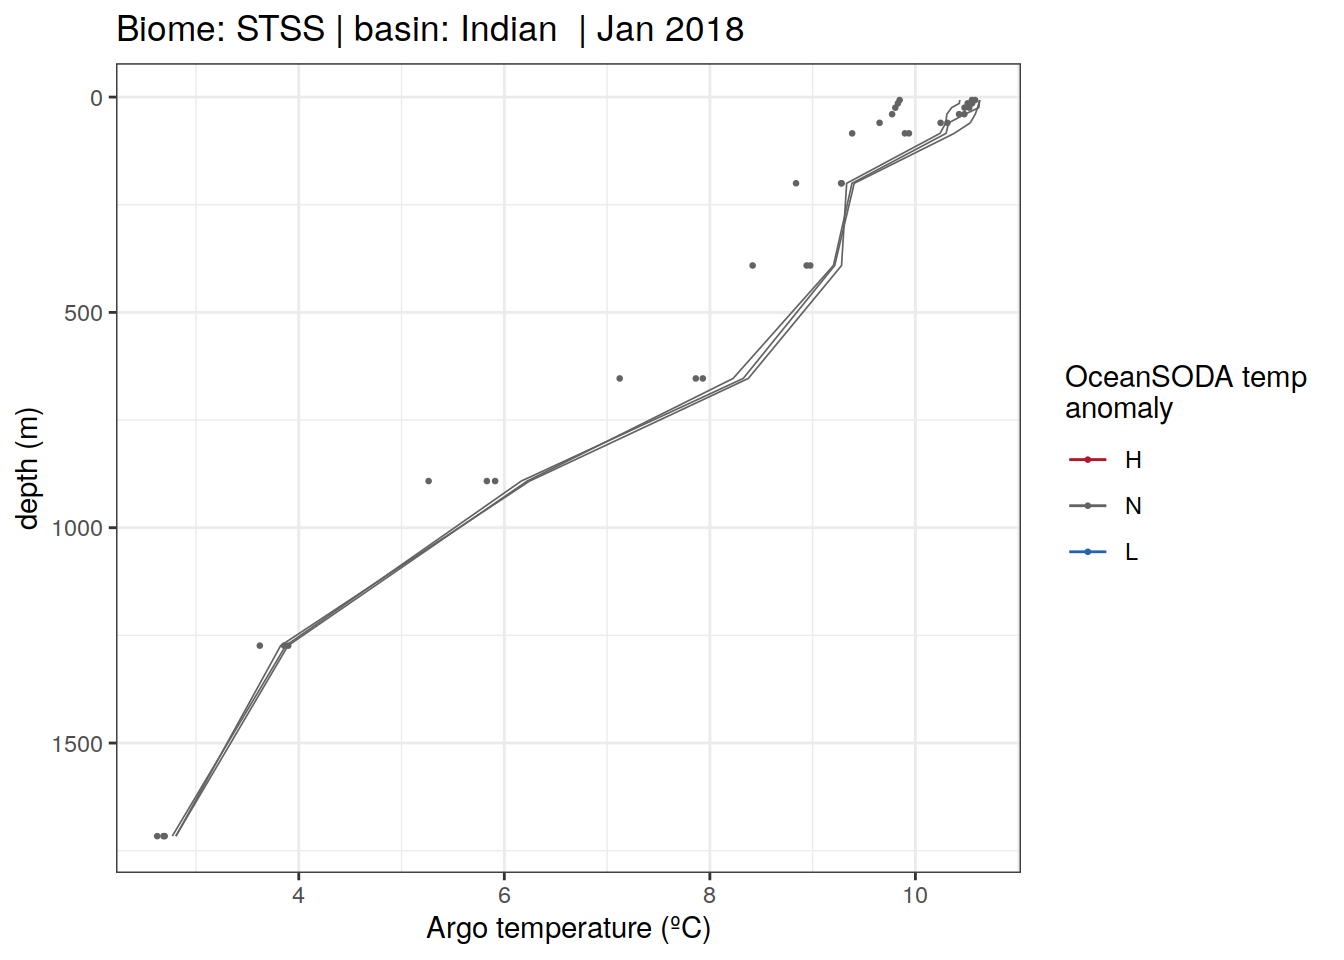 Biome: STSS | basin: Indian  | Jan 2018
0
500
1000
1500
depth (m)
4
6
8
10
Argo temperature (ºC)
OceanSODA temp
anomaly
H
N
L